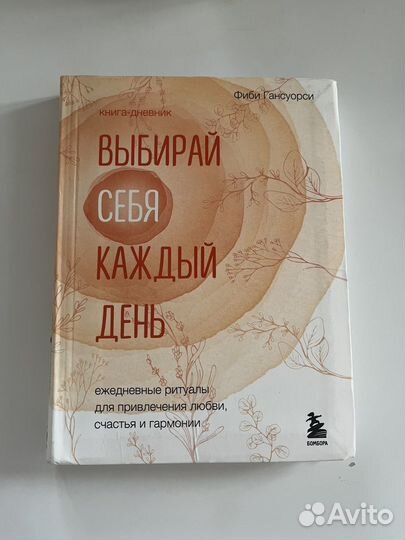 Фиби Гансуорси
книга-дневник
ВЫБИРАЙ
СЕБЯ
КАЖДЫЙ
ДЕНЬ
ежедневные ритуалы
для привлечения любви,
счастья и гармонии
БОМБОРА
Avito